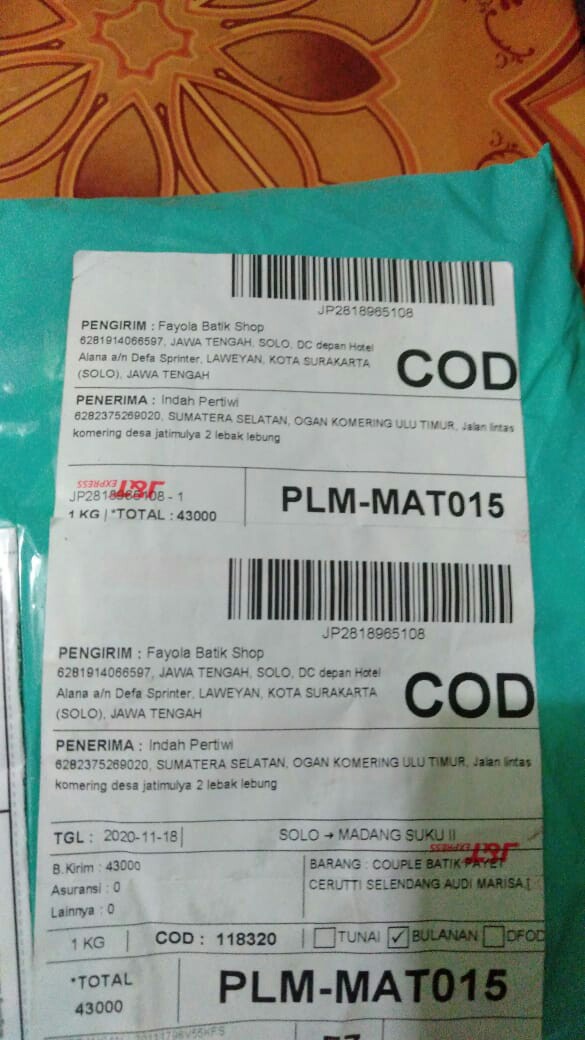 JP2818965108
PENGIRIM : Fayola Batik Shop
6281914066597, JAWA TENGAH, SOLO, DC depan Hotel
Alana a/n Defa Sprinter, LAWEYAN, KOTA SURAKARTA
(SOLO), JAWA TENGAH
COD
PENERIMA : Indah Pertiwi
6282375269020, SUMATERA SELATAN, OGAN KOMERING ULU TIMUR, Jalan lintas
komering desa jatimulya 2 lebak lebung
J&T EXPRESS
JP2818965108 - 1
1 KG | *TOTAL : 43000
PLM-MAT015
JP2818965108
PENGIRIM : Fayola Batik Shop
6281914066597, JAWA TENGAH, SOLO, DC depan Hotel
Alana a/n Defa Sprinter, LAWEYAN, KOTA SURAKARTA
(SOLO), JAWA TENGAH
COD
PENERIMA : Indah Pertiwi
6282375269020, SUMATERA SELATAN, OGAN KOMERING ULU TIMUR, Jalan lintas
komering desa jatimulya 2 lebak lebung
TGL : 2020-11-18
SOLO → MADANG SUKU II
J&T EXPRESS
B.Kirim : 43000
Asuransi : 0
Lainnya : 0
BARANG : COUPLE BATIK PAYET
CERUTTI SELENDANG AUDI MARISA,[
1 KG
COD : 118320
TUNAI
BULANAN
DFOD
*TOTAL
43000
PLM-MAT015